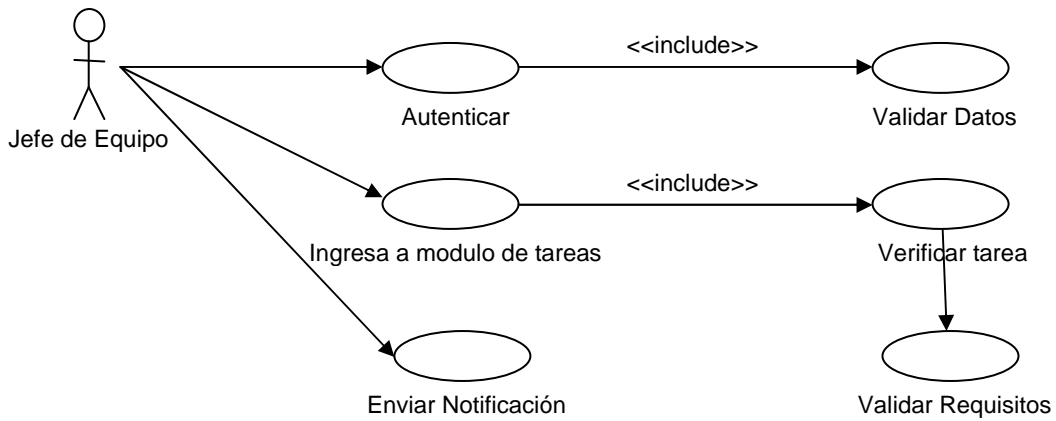 <<include>>
Autenticar
Validar Datos
Jefe de Equipo
<<include>>
Ingresa a modulo de tareas
Verificar tarea
Enviar Notificación
Validar Requisitos